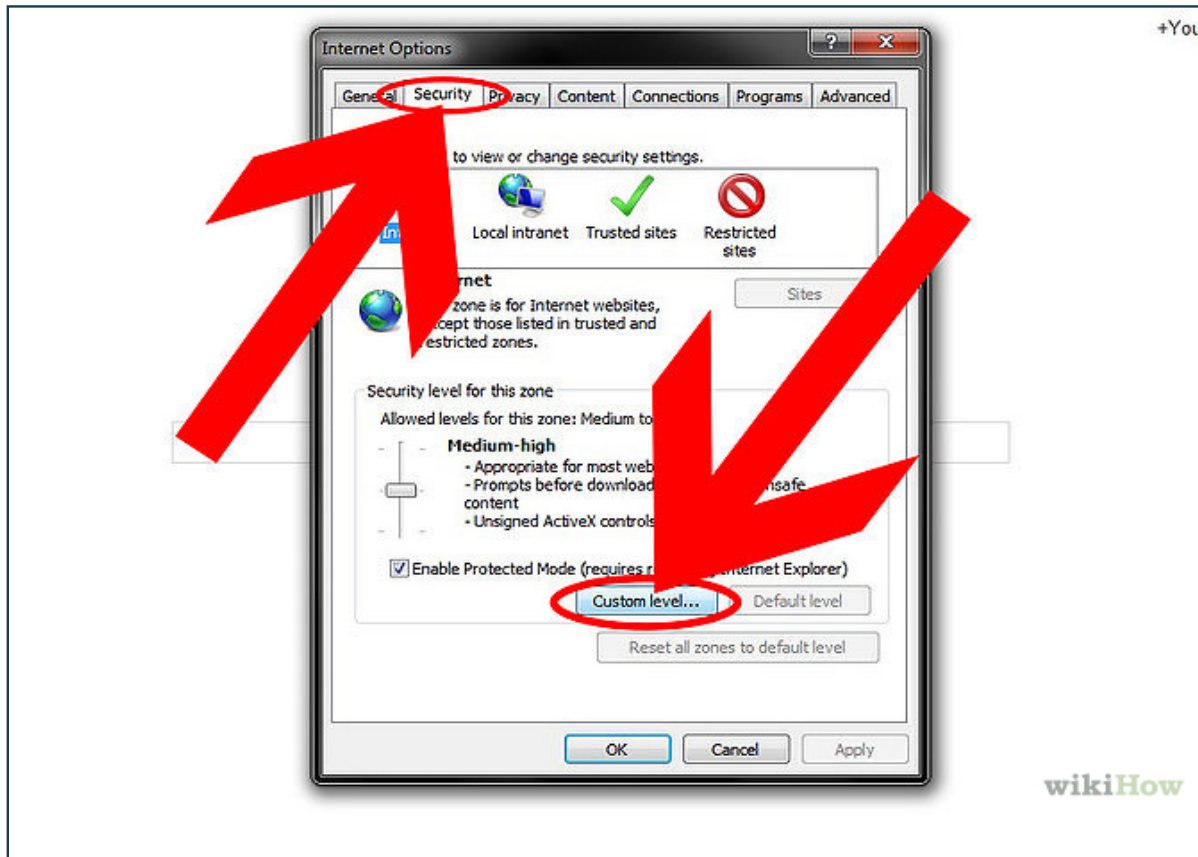 +You
Internet Options
General Security Privacy Content Connections Programs Advanced
to view or change security settings.
Local intranet Trusted sites Restricted
sites
Sites
zone is for Internet websites,
those listed in trusted and
restricted zones.
Security level for this zone
Allowed levels for this zone: Medium to
Medium-high
- Appropriate for most
- Prompts before
content
- Unsigned ActiveX controls
Enable Protected Mode (requires Internet Explorer)
Custom level... Default level
Reset all zones to default level
OK Cancel Apply
wikiHow